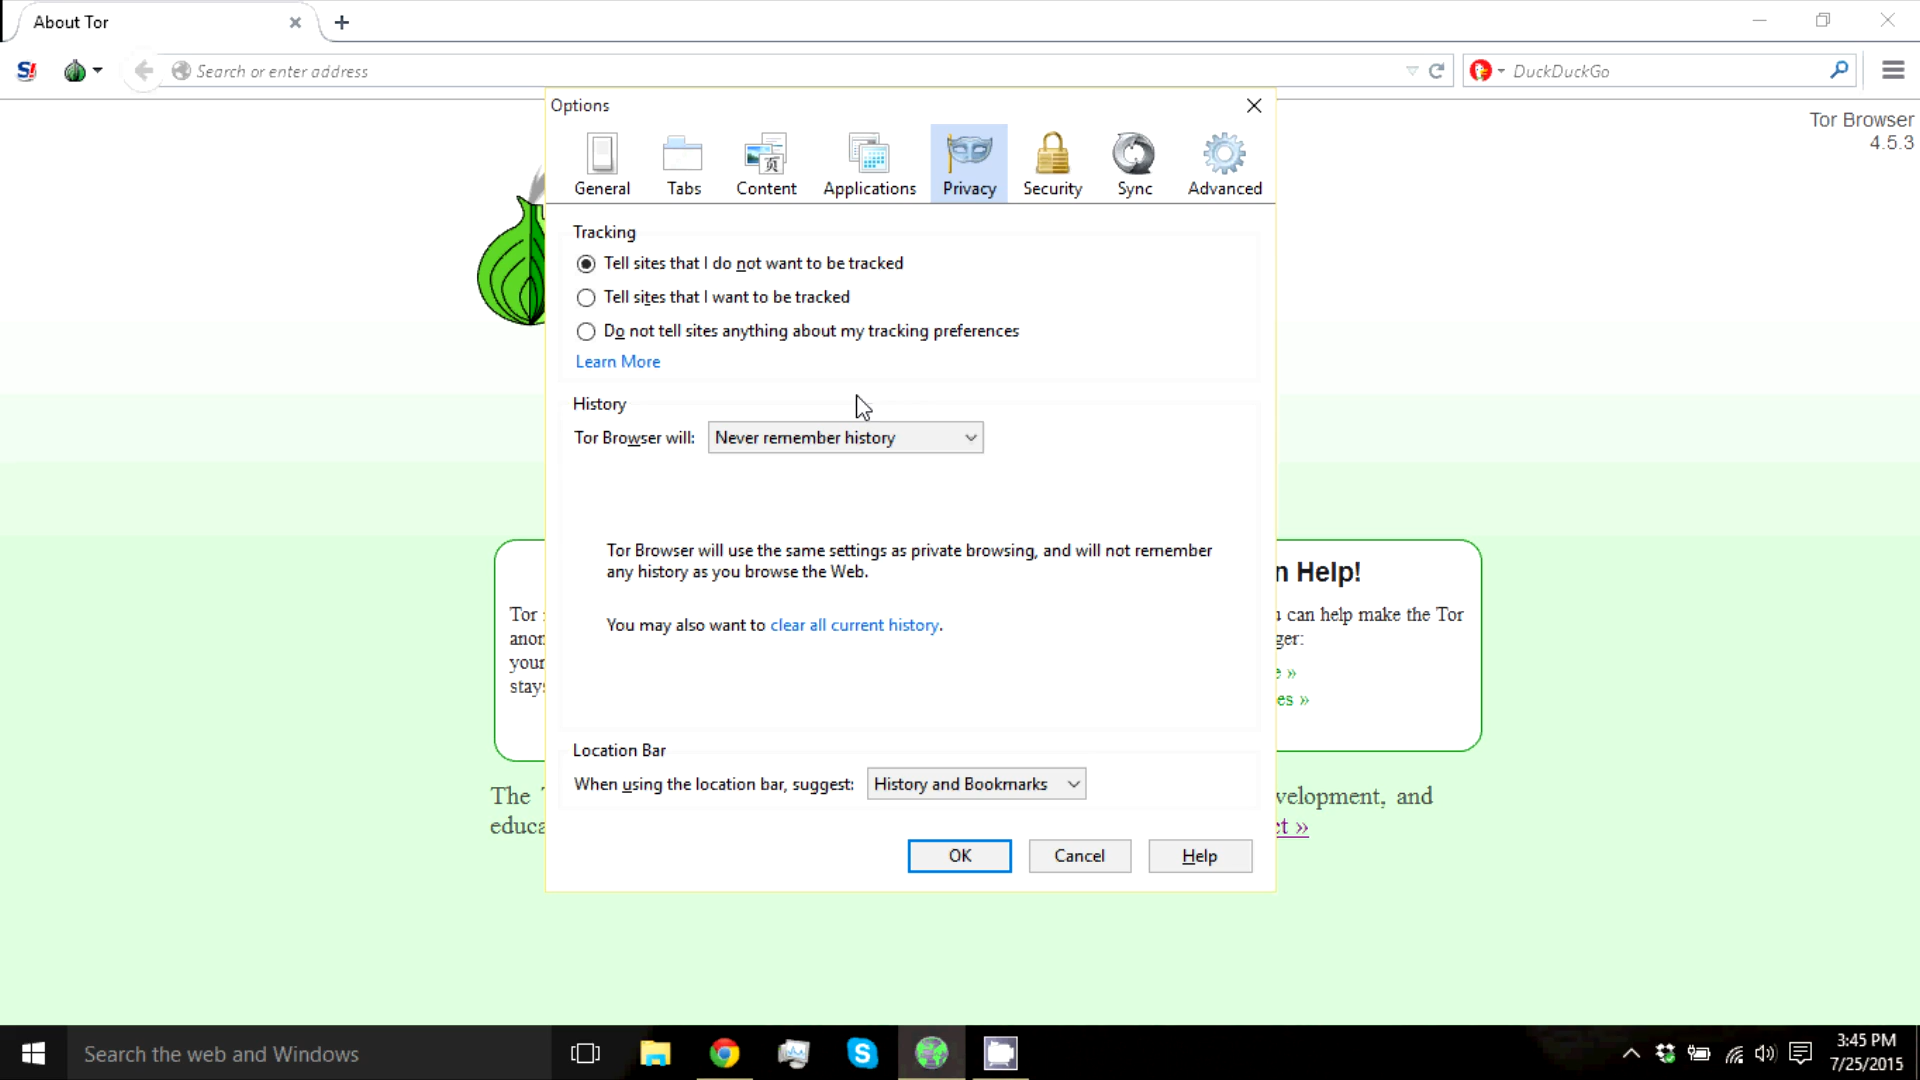 About Tor
S!
Search or enter address
DuckDuckGo
Tor Browser
4.5.3
Options
General
Tabs
Content
Applications
Privacy
Security
Sync
Advanced
Tracking
Tell sites that I do not want to be tracked
Tell sites that I want to be tracked
Do not tell sites anything about my tracking preferences
Learn More
History
Tor Browser will: Never remember history
Tor Browser will use the same settings as private browsing, and will not remember
any history as you browse the Web.
You may also want to clear all current history.
Location Bar
When using the location bar, suggest: History and Bookmarks
OK
Cancel
Help
Tor
your
n Help!
can help make the Tor
ger:
e »
es »
The
velopment, and
educa
ct »
Search the web and Windows
3:45 PM
7/25/2015